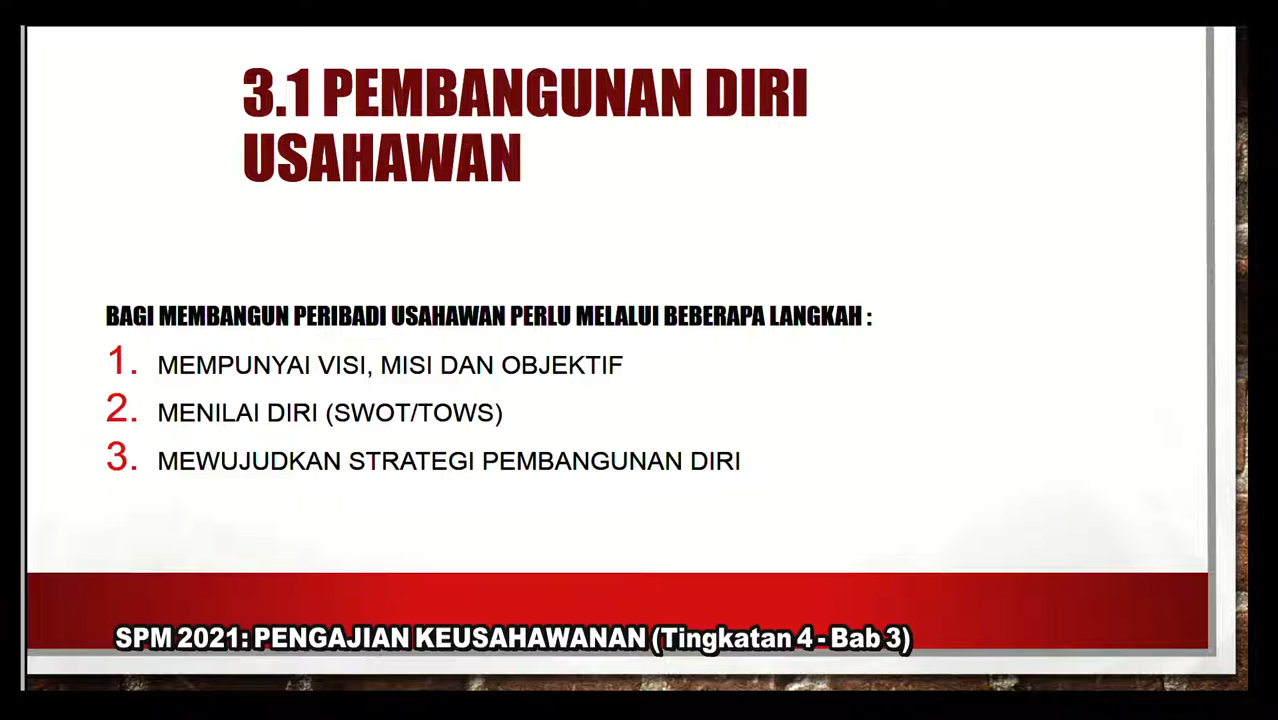 3.1 PEMBANGUNAN DIRI
USAHAWAN
BAGI MEMBANGUN PERIBADI USAHAWAN PERLU MELALUI BEBERAPA LANGKAH :
1. MEMPUNYAI VISI, MISI DAN OBJEKTIF
2. MENILAI DIRI (SWOT/TOWS)
3. MEWUJUDKAN STRATEGI PEMBANGUNAN DIRI
SPM 2021: PENGAJIAN KEUSAHAWANAN (Tingkatan 4 - Bab 3)